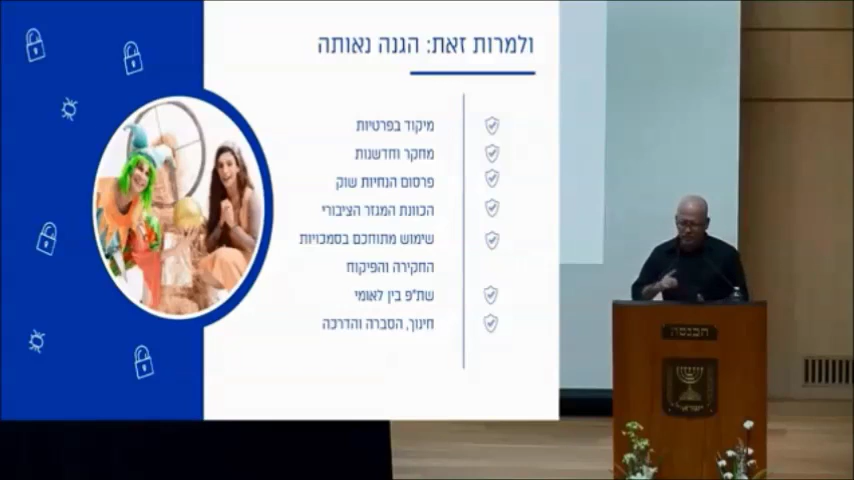 ולמרות זאת: הגנה נאותה
מיקוד בפרטיות
מחקר וחדשנות
פרסום הנחיות שוק
הכוונת המגזר הציבורי
שימוש מתוחכם בסמכויות
החקירה והפיקוח
שת"פ בין לאומי
חינוך, הסברה והדרכה
הכנסת
ישראל